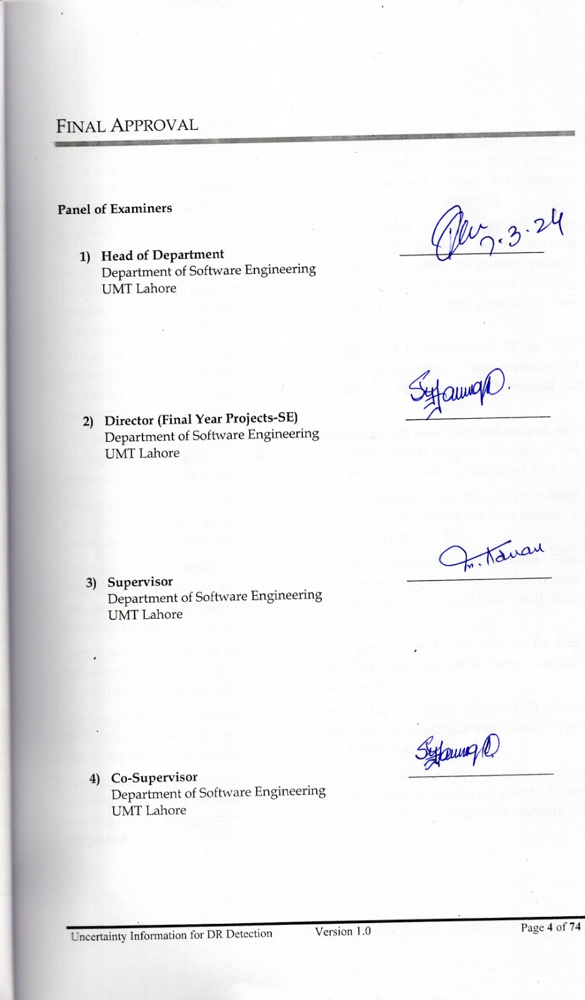 FINAL APPROVAL
Panel of Examiners
7.3.24
1) Head of Department
Department of Software Engineering
UMT Lahore
2) Director (Final Year Projects-SE)
Department of Software Engineering
UMT Lahore
3) Supervisor
Department of Software Engineering
UMT Lahore
4) Co-Supervisor
Department of Software Engineering
UMT Lahore
Uncertainty Information for DR Detection Version 1.0 Page 4 of 74